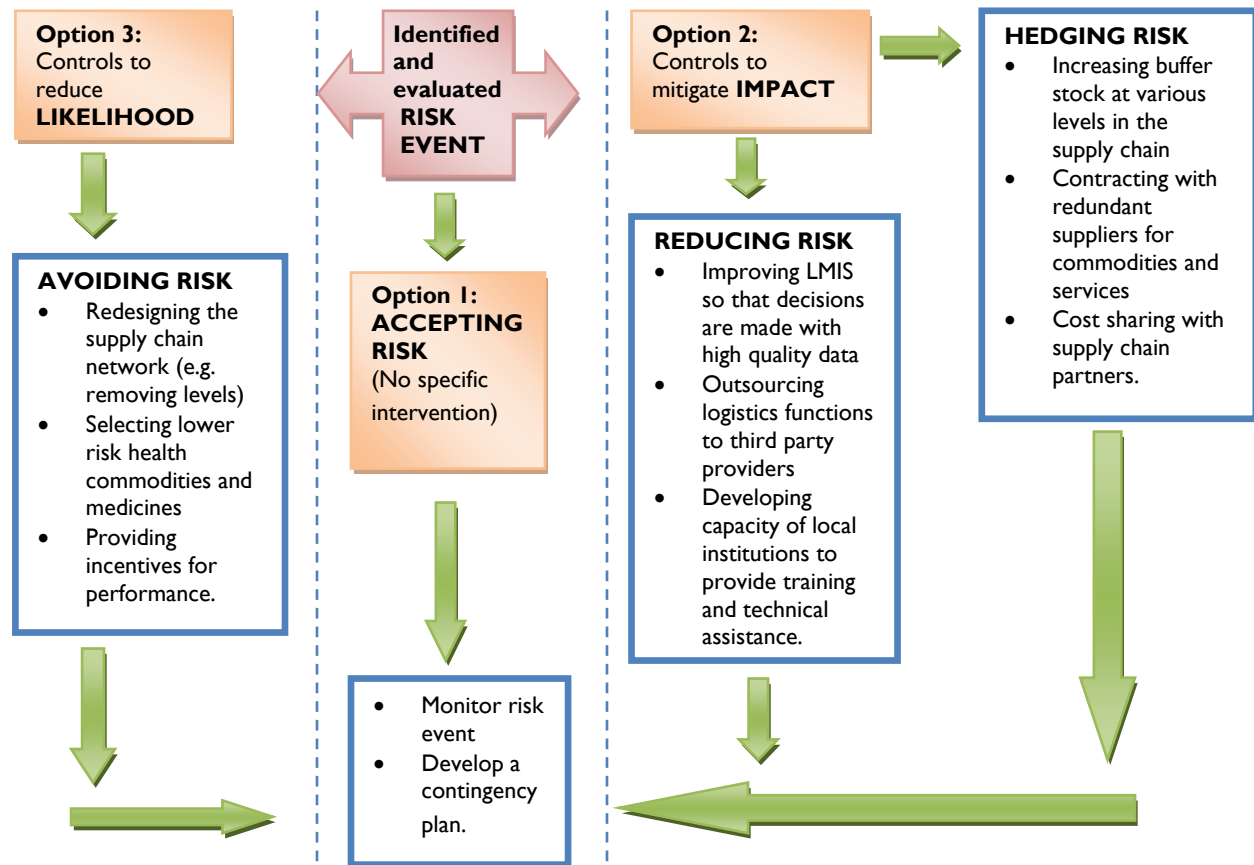 Option 3:
Controls to
reduce
LIKELIHOOD
AVOIDING RISK
• Redesigning the
supply chain
network (e.g.
removing levels)
• Selecting lower
risk health
commodities and
medicines
• Providing
incentives for
performance.
Identified
and
evaluated
RISK
EVENT
Option 1:
ACCEPTING
RISK
(No specific
intervention)
• Monitor risk
event
• Develop a
contingency
plan.
Option 2:
Controls to
mitigate IMPACT
REDUCING RISK
• Improving LMIS
so that decisions
are made with
high quality data
• Outsourcing
logistics functions
to third party
providers
• Developing
capacity of local
institutions to
provide training
and technical
assistance.
HEDGING RISK
• Increasing buffer
stock at various
levels in the
supply chain
• Contracting with
redundant
suppliers for
commodities and
services
• Cost sharing with
supply chain
partners.